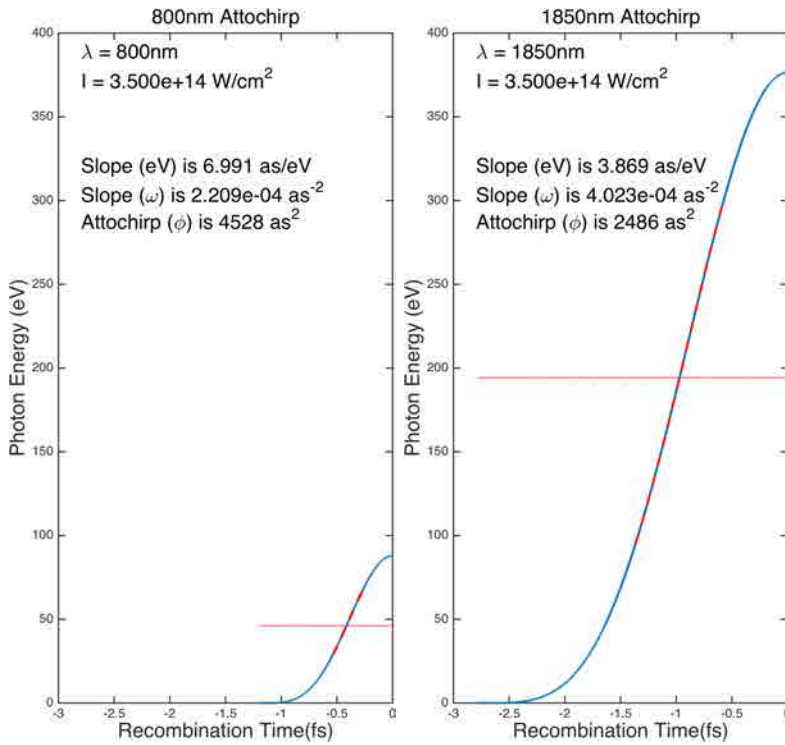 800nm Attochirp
400
λ = 800nm
I = 3.500e+14 W/cm²
350
Slope (eV) is 6.991 as/eV
Slope (ω) is 2.209e-04 as⁻²
Attochirp (φ) is 4528 as²
300
250
200
150
100
50
0
Photon Energy (eV)
-3 -2.5 -2 -1.5 -1 -0.5 0
Recombination Time(fs)
1850nm Attochirp
400
λ = 1850nm
I = 3.500e+14 W/cm²
350
Slope (eV) is 3.869 as/eV
Slope (ω) is 4.023e-04 as⁻²
Attochirp (φ) is 2486 as²
300
250
200
150
100
50
0
Photon Energy (eV)
-3 -2.5 -2 -1.5 -1 -0.5 0
Recombination Time(fs)